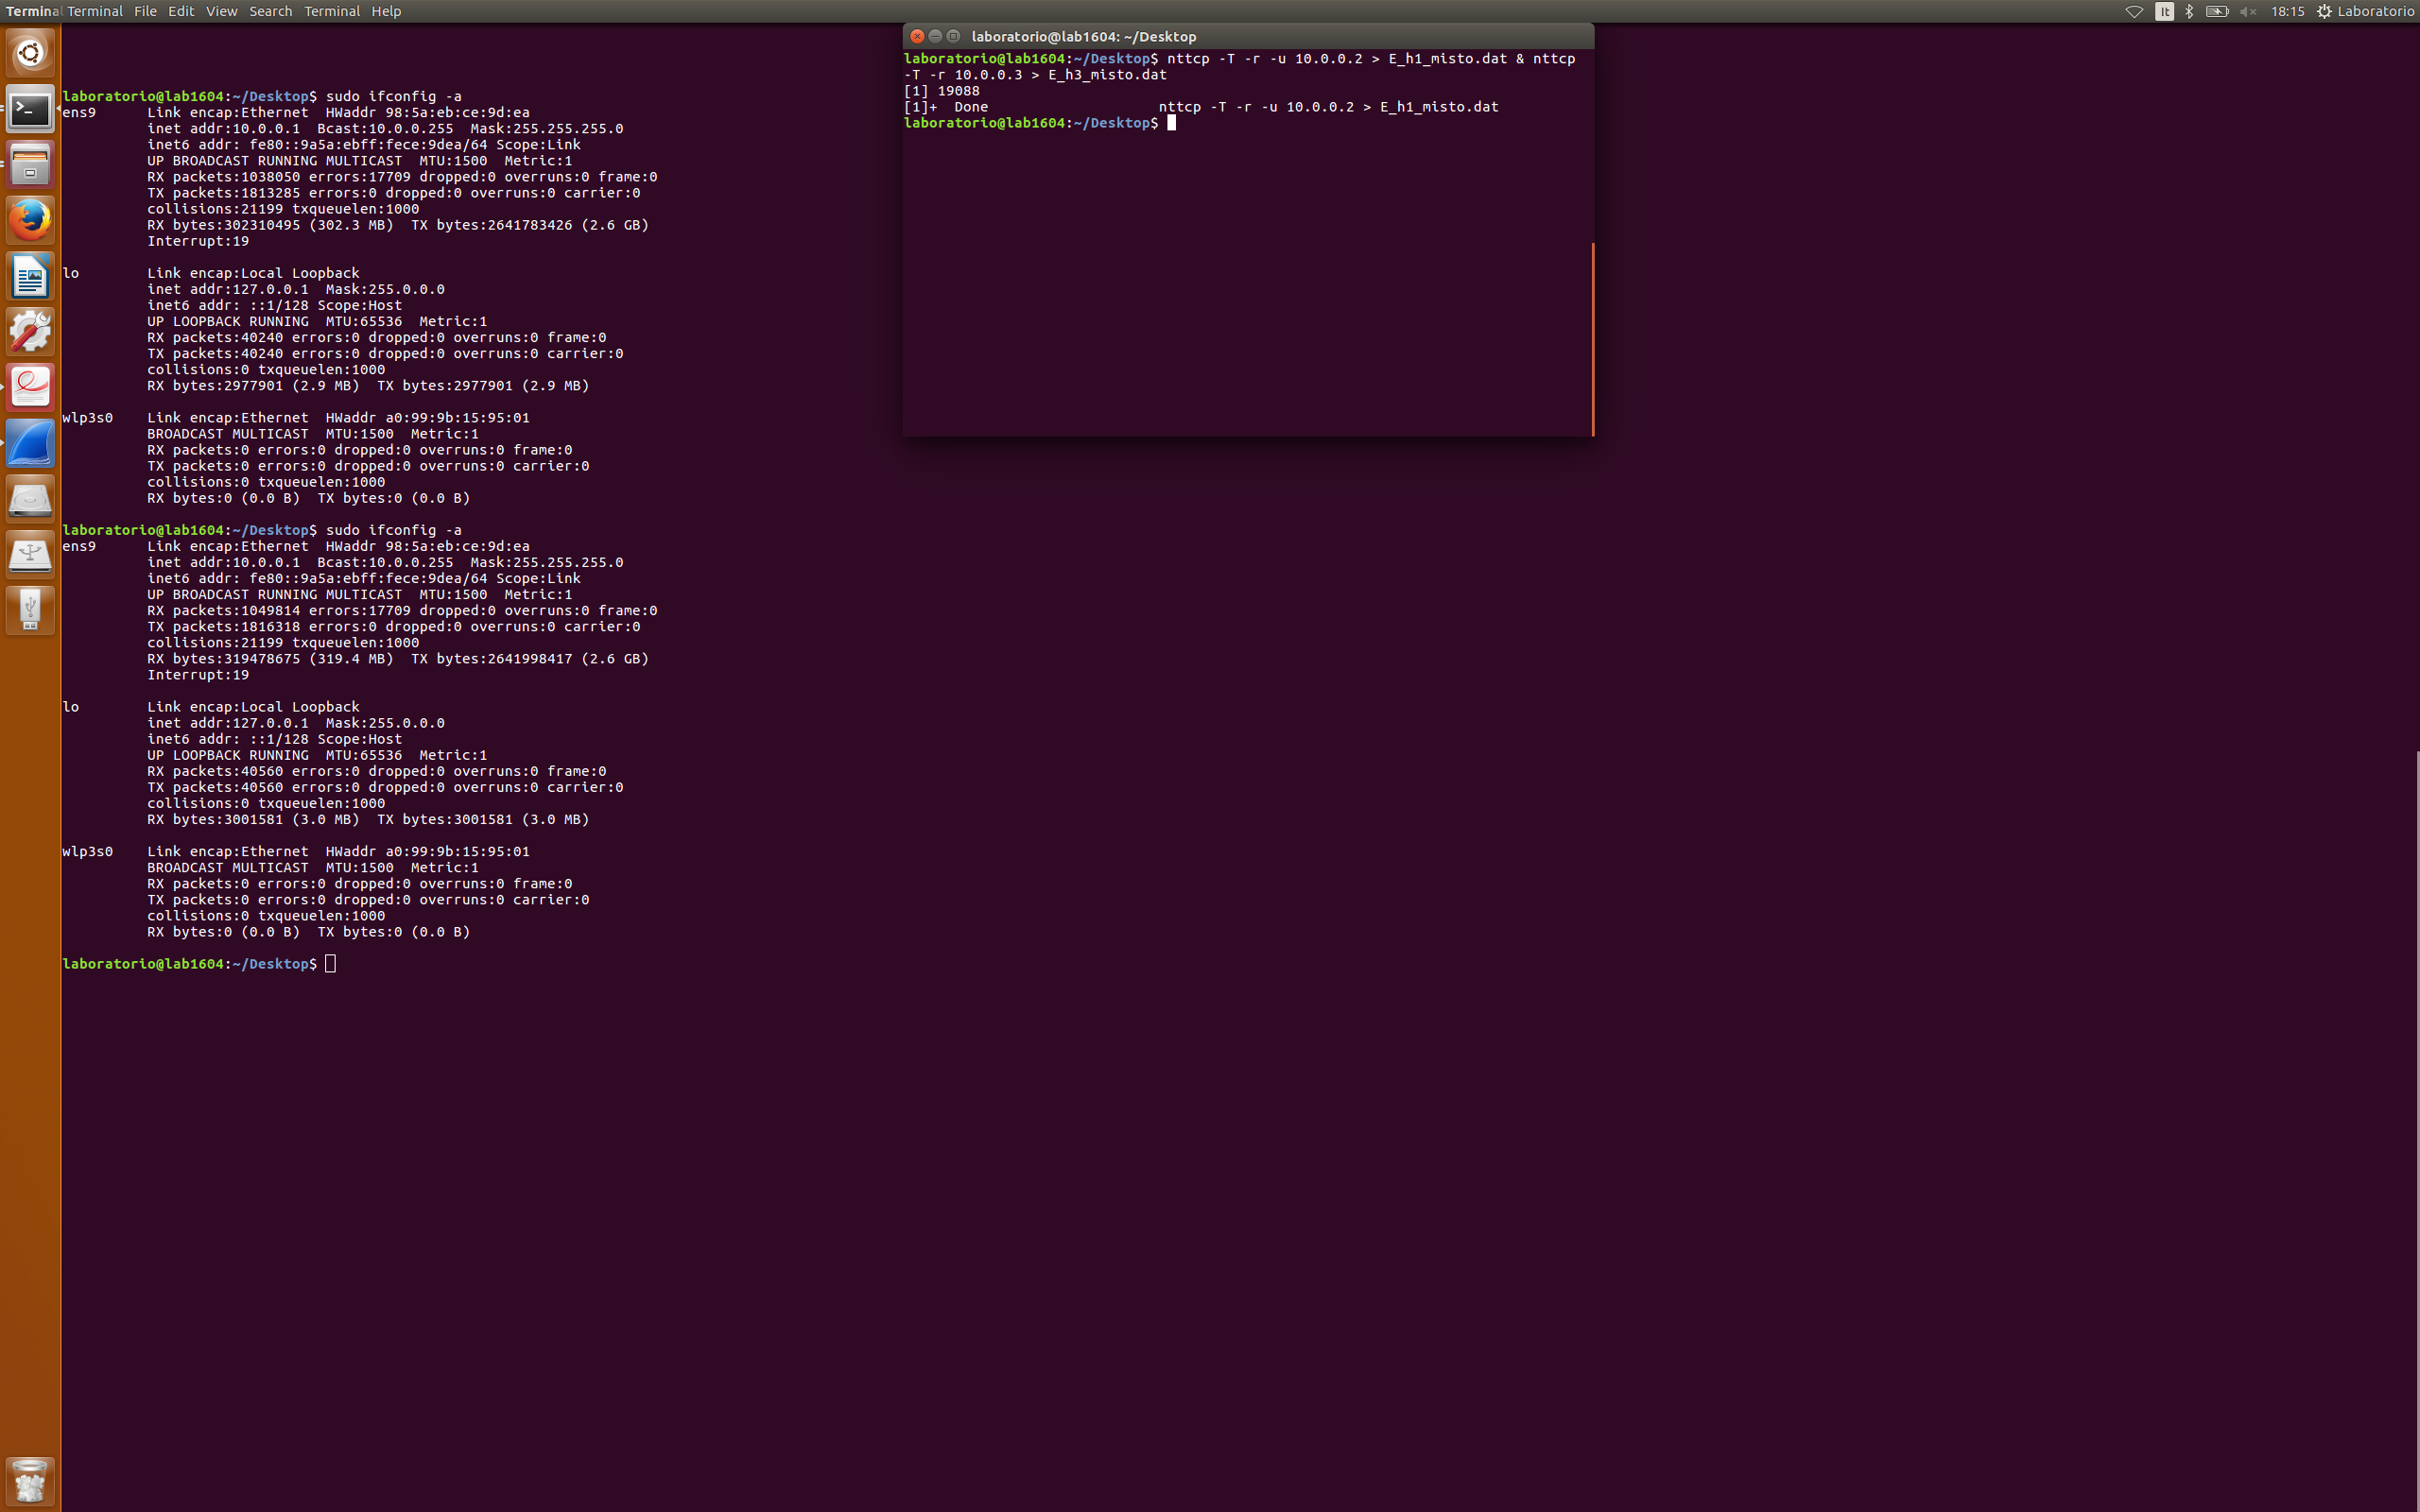 Terminal Terminal File Edit View Search Terminal Help
It 18:15 Laboratorio
laboratorio@lab1604:~/Desktop$ sudo ifconfig -a
ens9 Link encap:Ethernet HWaddr 98:5a:eb:ce:9d:ea
inet addr:10.0.0.1 Bcast:10.0.0.255 Mask:255.255.255.0
inet6 addr: fe80::9a5a:ebff:fece:9dea/64 Scope:Link
UP BROADCAST RUNNING MULTICAST MTU:1500 Metric:1
RX packets:1038050 errors:17709 dropped:0 overruns:0 frame:0
TX packets:1813285 errors:0 dropped:0 overruns:0 carrier:0
collisions:21199 txqueuelen:1000
RX bytes:302310495 (302.3 MB) TX bytes:2641783426 (2.6 GB)
Interrupt:19
lo Link encap:Local Loopback
inet addr:127.0.0.1 Mask:255.0.0.0
inet6 addr: ::1/128 Scope:Host
UP LOOPBACK RUNNING MTU:65536 Metric:1
RX packets:40240 errors:0 dropped:0 overruns:0 frame:0
TX packets:40240 errors:0 dropped:0 overruns:0 carrier:0
collisions:0 txqueuelen:1000
RX bytes:2977901 (2.9 MB) TX bytes:2977901 (2.9 MB)
wlp3s0 Link encap:Ethernet HWaddr a0:99:9b:15:95:01
BROADCAST MULTICAST MTU:1500 Metric:1
RX packets:0 errors:0 dropped:0 overruns:0 frame:0
TX packets:0 errors:0 dropped:0 overruns:0 carrier:0
collisions:0 txqueuelen:1000
RX bytes:0 (0.0 B) TX bytes:0 (0.0 B)
laboratorio@lab1604:~/Desktop$ sudo ifconfig -a
ens9 Link encap:Ethernet HWaddr 98:5a:eb:ce:9d:ea
inet addr:10.0.0.1 Bcast:10.0.0.255 Mask:255.255.255.0
inet6 addr: fe80::9a5a:ebff:fece:9dea/64 Scope:Link
UP BROADCAST RUNNING MULTICAST MTU:1500 Metric:1
RX packets:1049814 errors:17709 dropped:0 overruns:0 frame:0
TX packets:1816318 errors:0 dropped:0 overruns:0 carrier:0
collisions:21199 txqueuelen:1000
RX bytes:319478675 (319.4 MB) TX bytes:2641998417 (2.6 GB)
Interrupt:19
lo Link encap:Local Loopback
inet addr:127.0.0.1 Mask:255.0.0.0
inet6 addr: ::1/128 Scope:Host
UP LOOPBACK RUNNING MTU:65536 Metric:1
RX packets:40560 errors:0 dropped:0 overruns:0 frame:0
TX packets:40560 errors:0 dropped:0 overruns:0 carrier:0
collisions:0 txqueuelen:1000
RX bytes:3001581 (3.0 MB) TX bytes:3001581 (3.0 MB)
wlp3s0 Link encap:Ethernet HWaddr a0:99:9b:15:95:01
BROADCAST MULTICAST MTU:1500 Metric:1
RX packets:0 errors:0 dropped:0 overruns:0 frame:0
TX packets:0 errors:0 dropped:0 overruns:0 carrier:0
collisions:0 txqueuelen:1000
RX bytes:0 (0.0 B) TX bytes:0 (0.0 B)
laboratorio@lab1604:~/Desktop$
laboratorio@lab1604: ~/Desktop
laboratorio@lab1604:~/Desktop$ nttcp -T -r -u 10.0.0.2 > E_h1_misto.dat & nttcp
-T -r 10.0.0.3 > E_h3_misto.dat
[1] 19088
[1]+ Done nttcp -T -r -u 10.0.0.2 > E_h1_misto.dat
laboratorio@lab1604:~/Desktop$